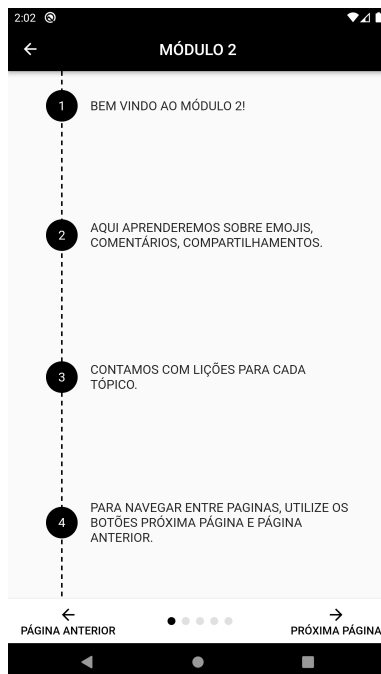 2:02
MÓDULO 2
1
BEM VINDO AO MÓDULO 2!
2
AQUI APRENDEREMOS SOBRE EMOJIS,
COMENTÁRIOS, COMPARTILHAMENTOS.
3
CONTAMOS COM LIÇÕES PARA CADA
TÓPICO.
4
PARA NAVEGAR ENTRE PAGINAS, UTILIZE OS
BOTÕES PRÓXIMA PÁGINA E PÁGINA
ANTERIOR.
PÁGINA ANTERIOR
PRÓXIMA PÁGINA